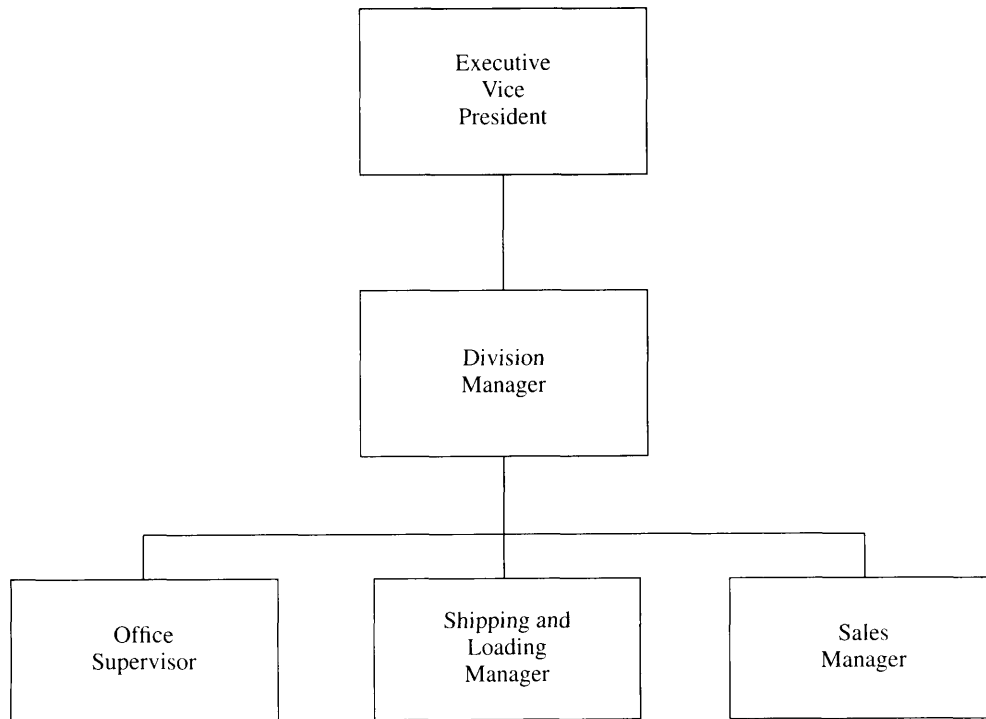 Executive
Vice
President
Division
Manager
Office
Supervisor
Shipping and
Loading
Manager
Sales
Manager